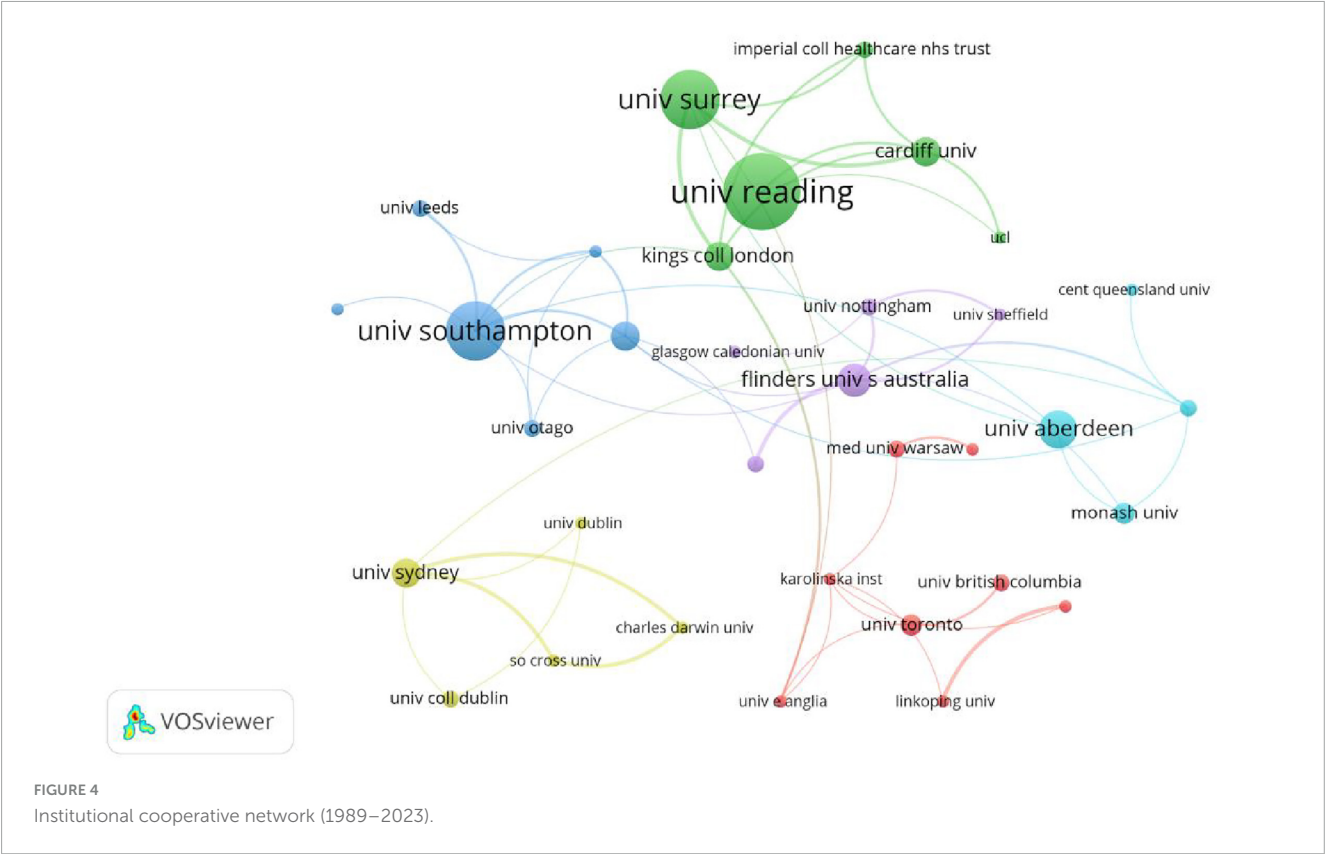 imperial coll healthcare nhs trust
univ surrey
cardiff univ
univ reading
univ leeds
ucl
kings coll london
cent queensland univ
univ nottingham
univ sheffield
univ southampton
glasgow caledonian univ
flinders univ s australia
univ otago
univ aberdeen
med univ warsaw
monash univ
univ dublin
univ sydney
karolinska inst
univ british columbia
charles darwin univ
univ toronto
so cross univ
univ coll dublin
univ e anglia
linkoping univ
VOSviewer
FIGURE 4
Institutional cooperative network (1989–2023).